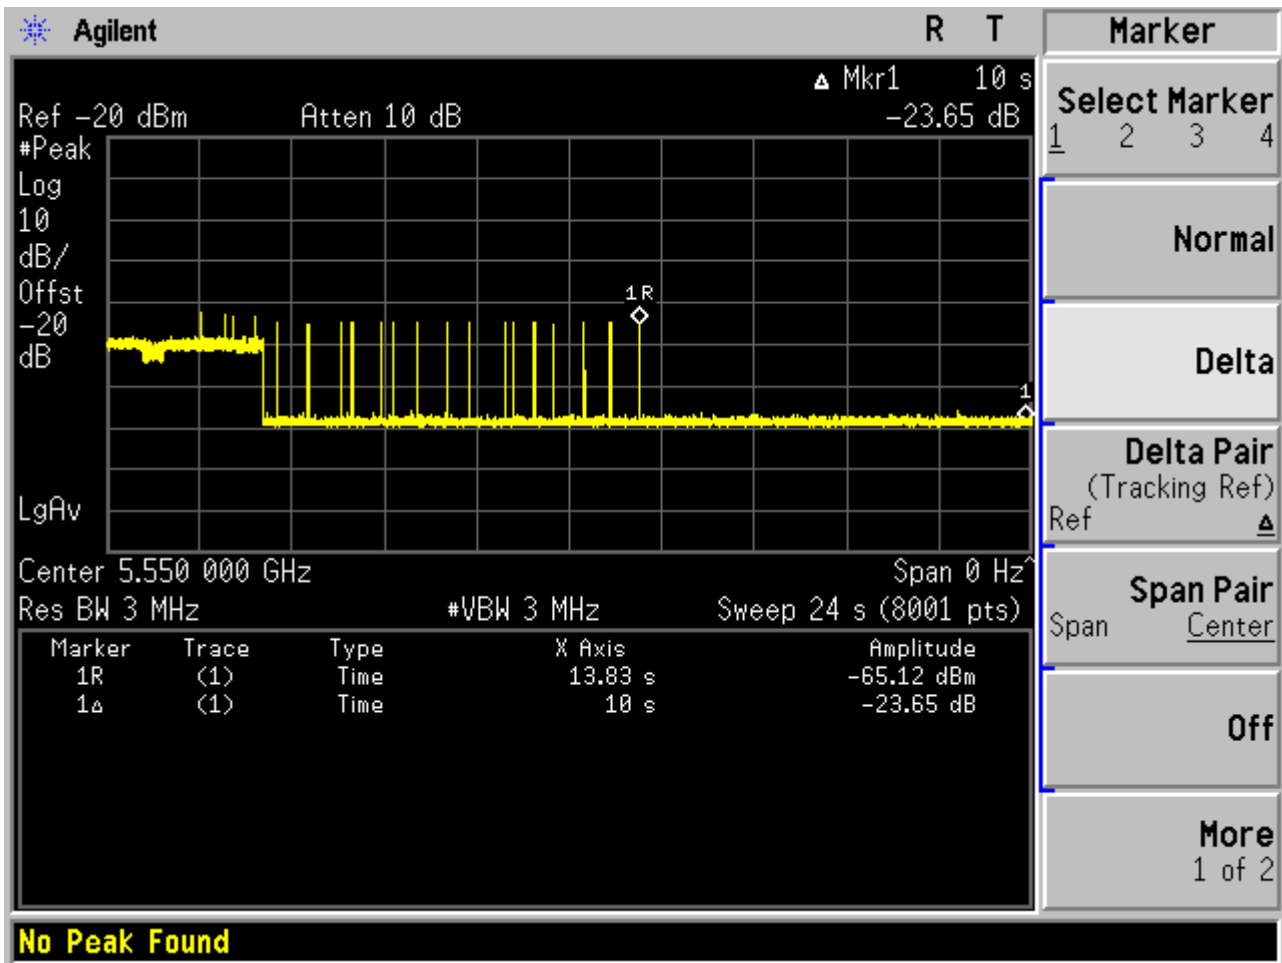 Agilent R T
Δ Mkr1 10 s
Ref -20 dBm Atten 10 dB -23.65 dB
#Peak
Log
10
dB/
Offst
-20
dB
1R
1
LgAv
Center 5.550 000 GHz Span 0 Hz^
Res BW 3 MHz #VBW 3 MHz Sweep 24 s (8001 pts)
Marker Trace Type X Axis Amplitude
1R (1) Time 13.83 s -65.12 dBm
1Δ (1) Time 10 s -23.65 dB
No Peak Found
Marker
Select Marker
1 2 3 4
Normal
Delta
Delta Pair
(Tracking Ref)
Ref Δ
Span Pair
Span Center
Off
More
1 of 2